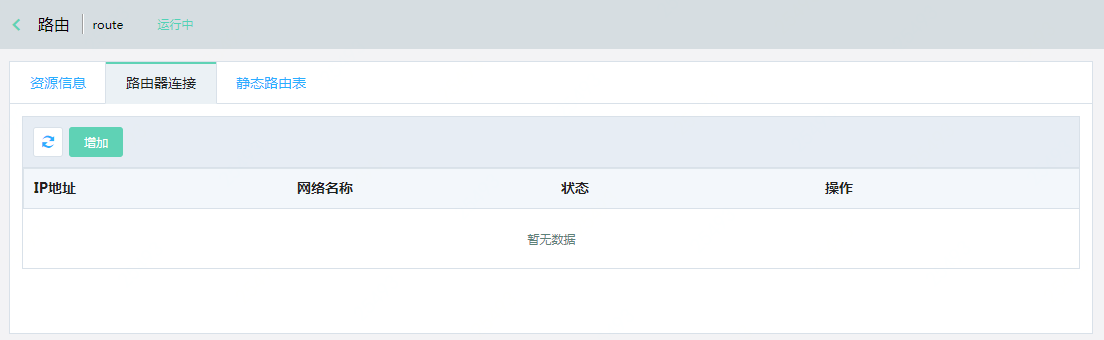 路由 route 运行中
资源信息 路由器连接 静态路由表
增加
IP地址 网络名称 状态 操作
暂无数据